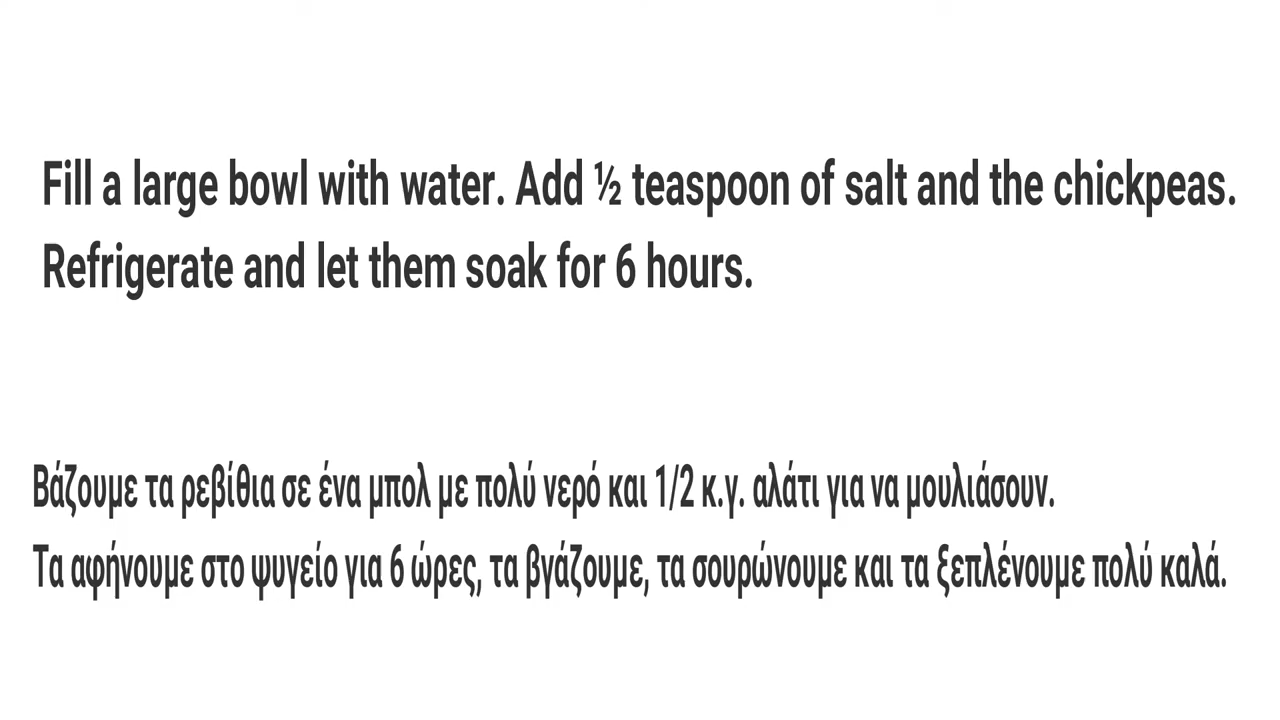 Fill a large bowl with water. Add ½ teaspoon of salt and the chickpeas.
Refrigerate and let them soak for 6 hours.
Βάζουμε τα ρεβίθια σε ένα μπολ με πολύ νερό και 1/2 κ.γ. αλάτι για να μουλιάσουν.
Τα αφήνουμε στο ψυγείο για 6 ώρες, τα βγάζουμε, τα σουρώνουμε και τα ξεπλένουμε πολύ καλά.